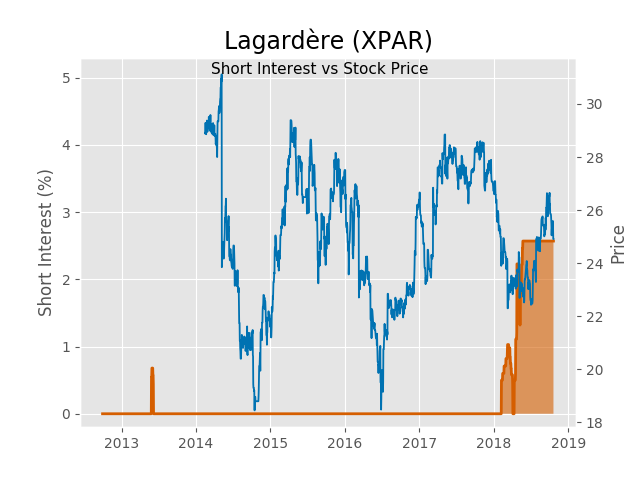 Lagardère (XPAR)
Short Interest vs Stock Price
Short Interest (%)
5
4
3
2
1
0
30
28
26
24
22
20
18
Price
2013 2014 2015 2016 2017 2018 2019